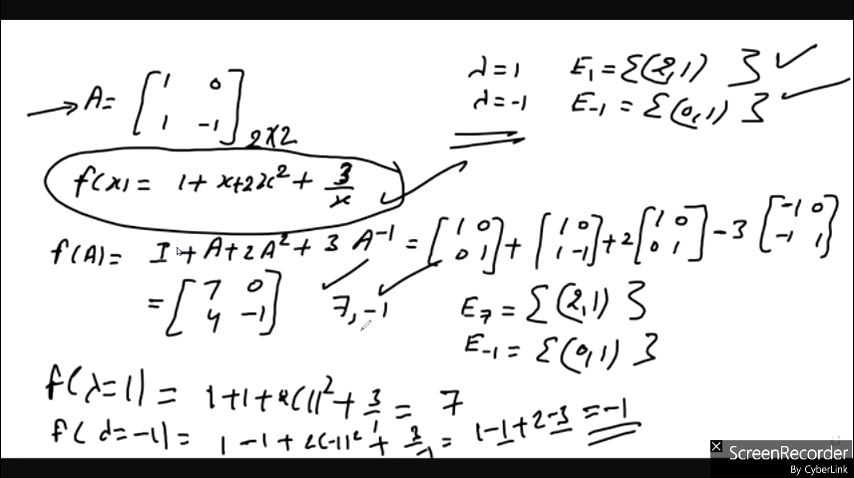 A = [1 0; 1 -1]2x2
λ = 1 E1 = {(2,1)}
λ = -1 E-1 = {(0,1)}
f(x) = 1 + x + 2x² + 3/x
f(A) = I + A + 2A² + 3A⁻¹ = [1 0; 0 1] + [1 0; 1 -1] + 2[1 0; 0 1] - 3[-1 0; -1 1]
= [7 0; 4 -1] 7, -1
E7 = {(2,1)}
E-1 = {(0,1)}
f(λ=1) = 1+1+2(1)² + 3/1 = 7
f(λ=-1) = 1-1+2(-1)² + 3/-1 = 1-1+2-3 = -1
ScreenRecorder
By CyberLink